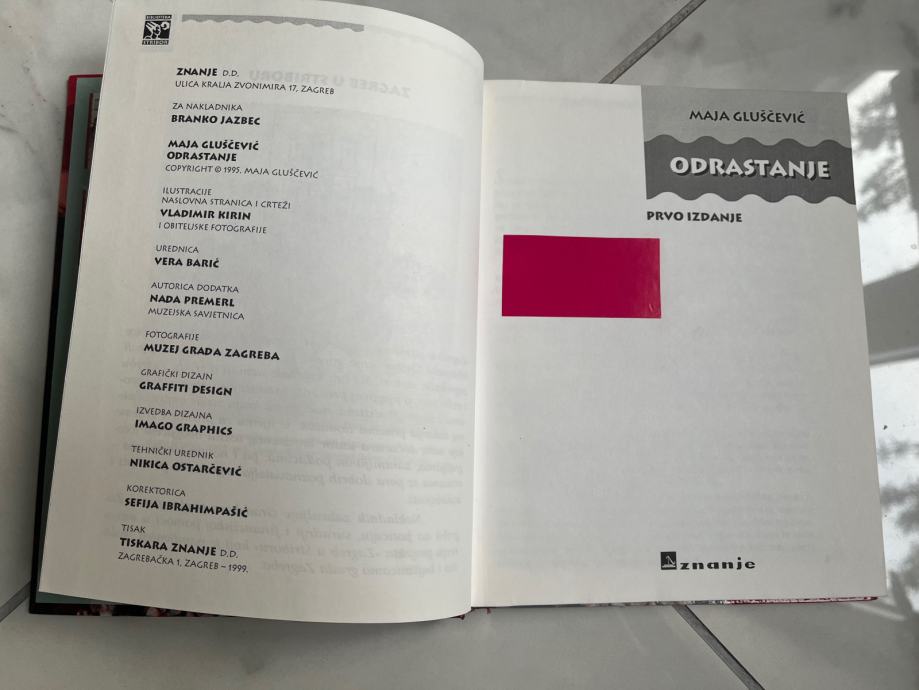 BIBLIOTEKA
STRIBOR
ZNANJE D.D.
ULICA KRALJA ZVONIMIRA 17, ZAGREB
ZA NAKLADNIKA
BRANKO JAZBEC
MAJA GLUŠČEVIĆ
ODRASTANJE
COPYRIGHT © 1995. MAJA GLUŠČEVIĆ
ILUSTRACIJE
NASLOVNA STRANICA I CRTEŽI
VLADIMIR KIRIN
I OBITELJSKE FOTOGRAFIJE
UREDNICA
VERA BARIĆ
AUTORICA DODATKA
NADA PREMERL
MUZEJSKA SAVJETNICA
FOTOGRAFIJE
MUZEJ GRADA ZAGREBA
GRAFIČKI DIZAJN
GRAFFITI DESIGN
IZVEDBA DIZAJNA
IMAGO GRAPHICS
TEHNIČKI UREDNIK
NIKICA OSTARČEVIĆ
KOREKTORICA
SEFIJA IBRAHIMPAŠIĆ
TISAK
TISKARA ZNANJE D.D.
ZAGREBAČKA 1, ZAGREB – 1999.
MAJA GLUŠČEVIĆ
ODRASTANJE
PRVO IZDANJE
znanje